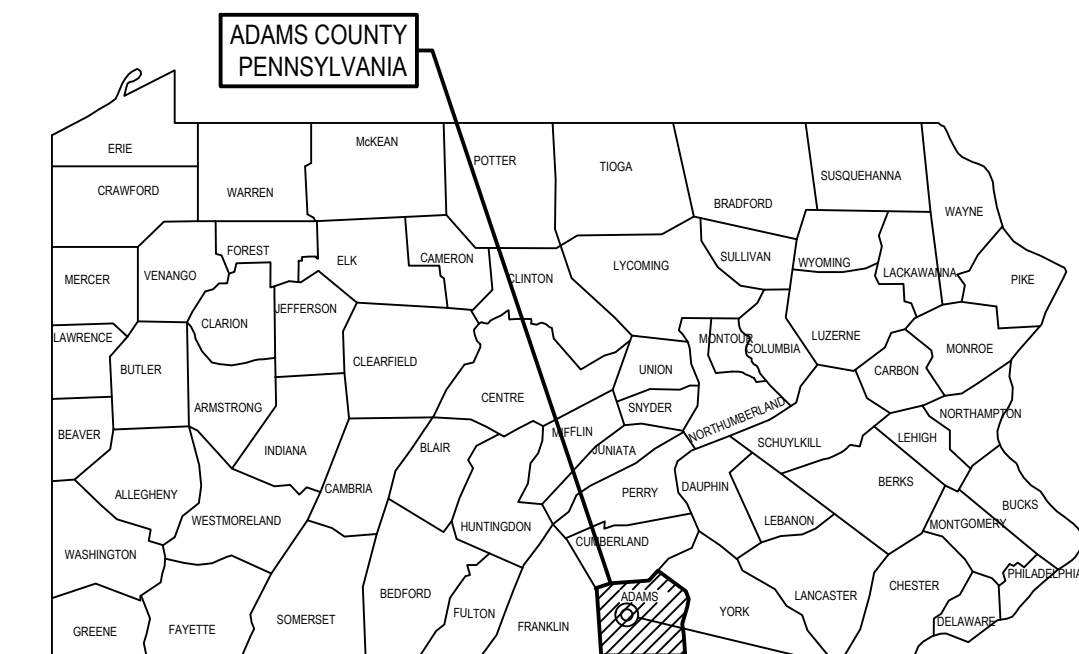 ADAMS COUNTY
PENNSYLVANIA
ERIE
McKEAN
POTTER
TIOGA
SUSQUEHANNA
CRAWFORD
WARREN
BRADFORD
WAYNE
FOREST
ELK
CAMERON
LYCOMING
SULLIVAN
WYOMING
LACKAWANNA
PIKE
MERCER
VENANGO
CLINTON
JEFFERSON
CLARION
LAWRENCE
MONTOUR
COLUMBIA
LUZERNE
MONROE
BUTLER
CLEARFIELD
UNION
CARBON
ARMSTRONG
CENTRE
SNYDER
NORTHUMBERLAND
NORTHAMPTON
BEAVER
INDIANA
BLAIR
MIFFLIN
JUNIATA
SCHUYLKILL
LEHIGH
ALLEGHENY
CAMBRIA
PERRY
DAUPHIN
BERKS
BUCKS
WESTMORELAND
HUNTINGDON
LEBANON
MONTGOMERY
WASHINGTON
CUMBERLAND
PHILADELPHIA
BEDFORD
FULTON
ADAMS
YORK
LANCASTER
CHESTER
GREENE
FAYETTE
SOMERSET
FRANKLIN
DELAWARE